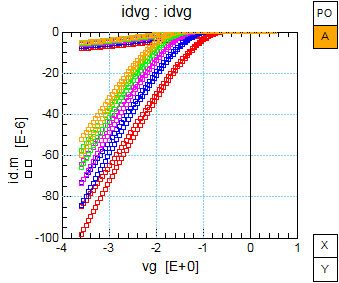 idvg : idvg
PO
A
0
-20
-40
-60
-80
-100
id.m [E-6]
-4 -3 -2 -1 0 1
vg [E+0]
X
Y